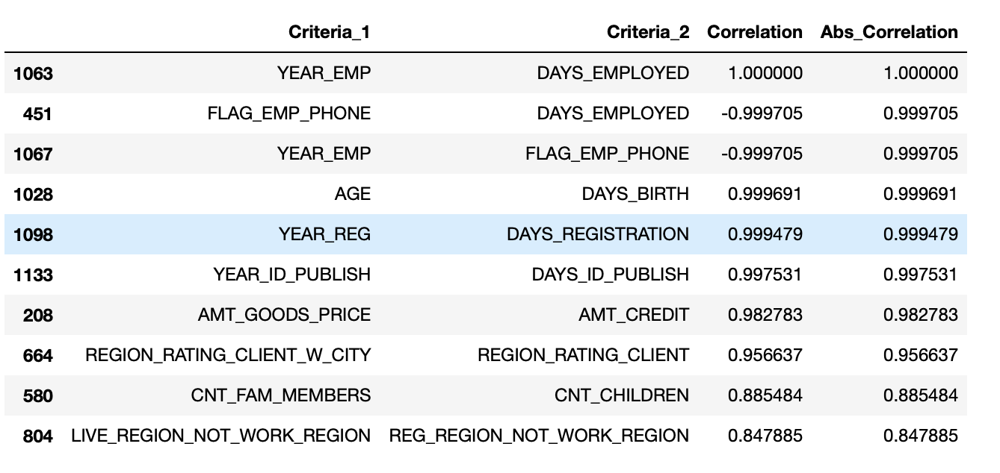 Criteria_1 Criteria_2 Correlation Abs_Correlation
1063 YEAR_EMP DAYS_EMPLOYED 1.000000 1.000000
451 FLAG_EMP_PHONE DAYS_EMPLOYED -0.999705 0.999705
1067 YEAR_EMP FLAG_EMP_PHONE -0.999705 0.999705
1028 AGE DAYS_BIRTH 0.999691 0.999691
1098 YEAR_REG DAYS_REGISTRATION 0.999479 0.999479
1133 YEAR_ID_PUBLISH DAYS_ID_PUBLISH 0.997531 0.997531
208 AMT_GOODS_PRICE AMT_CREDIT 0.982783 0.982783
664 REGION_RATING_CLIENT_W_CITY REGION_RATING_CLIENT 0.956637 0.956637
580 CNT_FAM_MEMBERS CNT_CHILDREN 0.885484 0.885484
804 LIVE_REGION_NOT_WORK_REGION REG_REGION_NOT_WORK_REGION 0.847885 0.847885